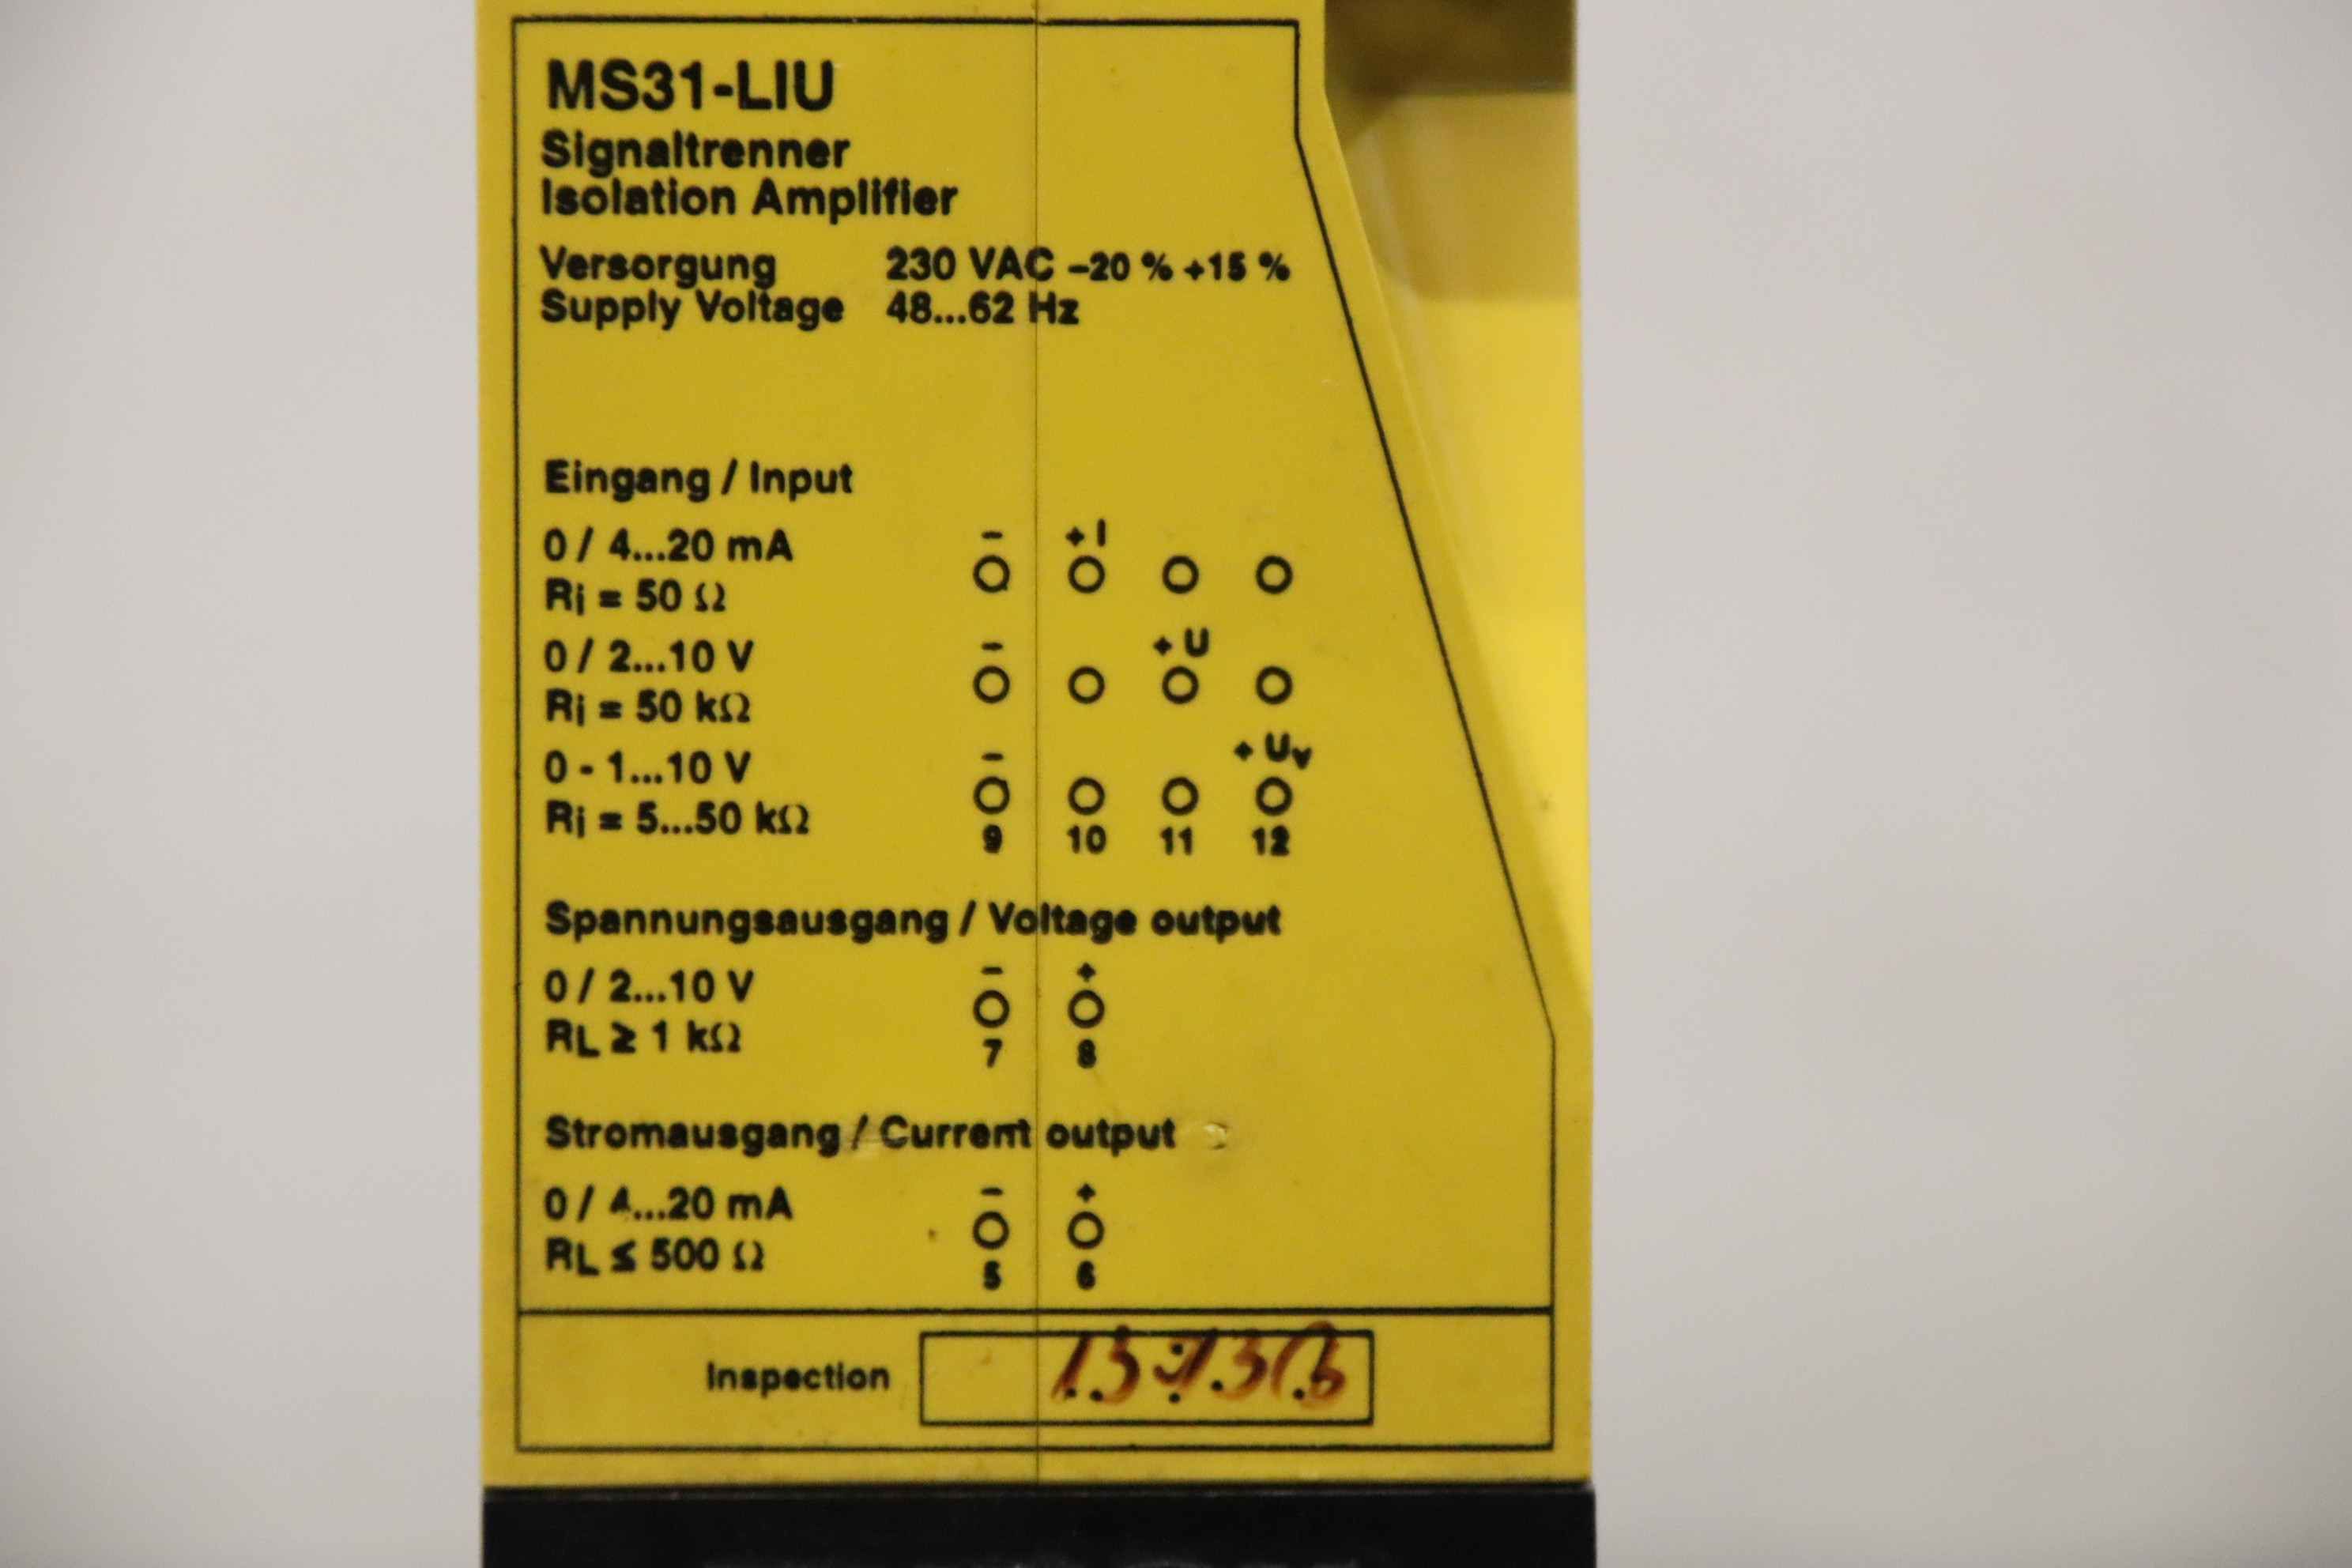 MS31-LIU
Signaltrenner
Isolation Amplifier
Versorgung 230 VAC -20 % +15 %
Supply Voltage 48...62 Hz
Eingang / Input
0 / 4...20 mA - + I
Ri = 50 Ω
0 / 2...10 V - + U
Ri = 50 kΩ
0 - 1...10 V - + Uv
Ri = 5...50 kΩ 9 10 11 12
Spannungsausgang / Voltage output
0 / 2...10 V - +
RL ≥ 1 kΩ 7 8
Stromausgang / Current output
0 / 4...20 mA - +
RL ≤ 500 Ω 5 6
Inspection